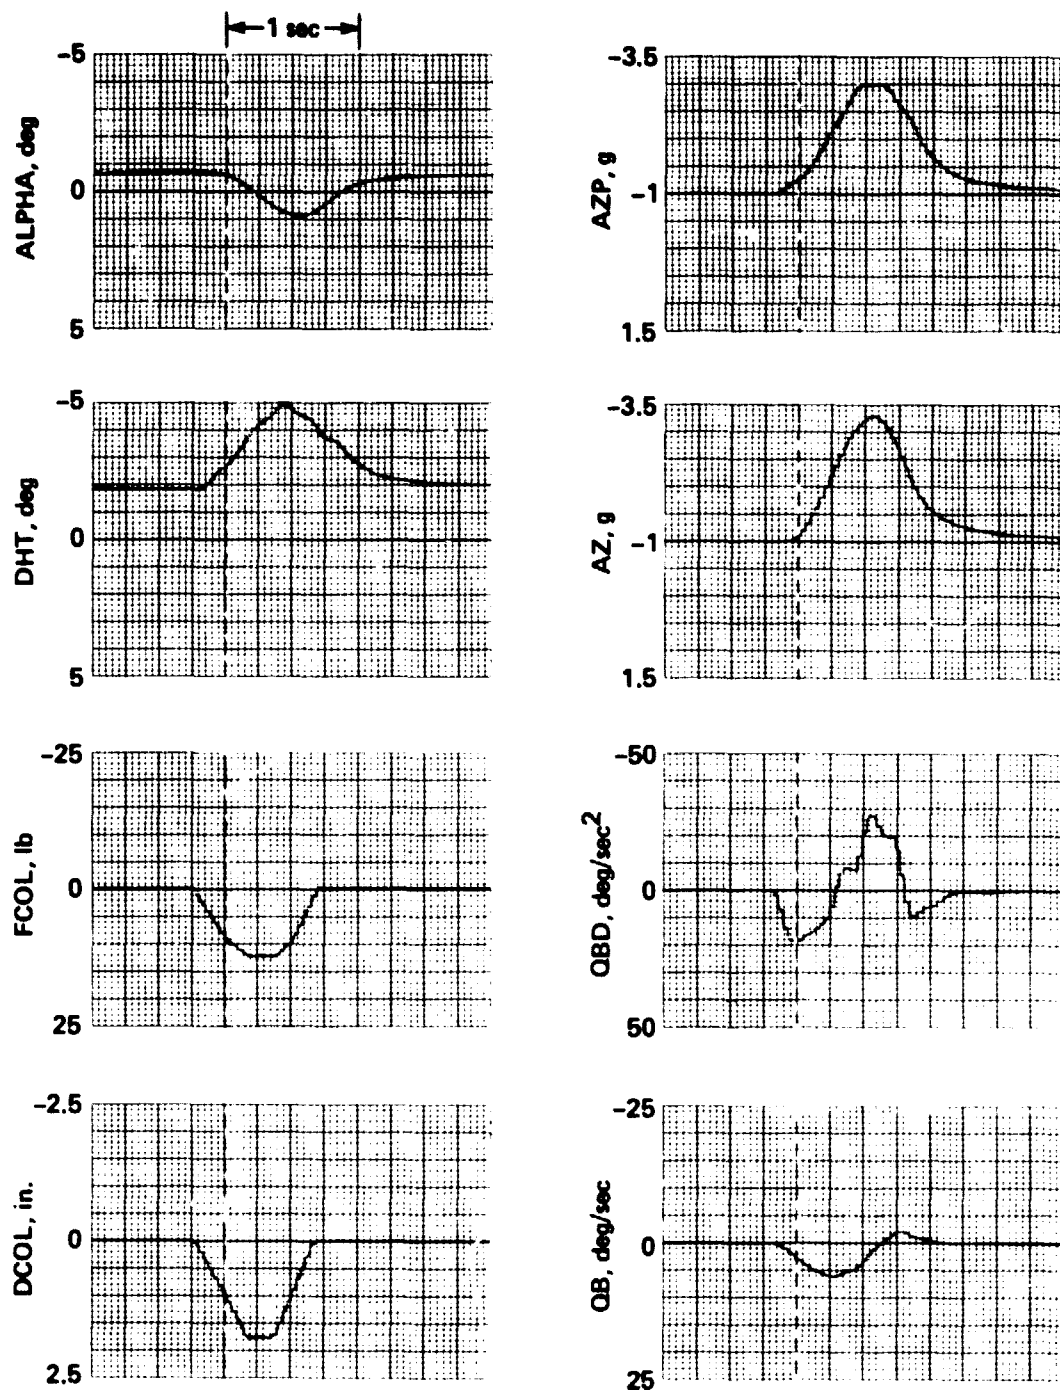 1 sec
-5
ALPHA, deg
0
5
-3.5
AZP, g
-1
1.5
-5
DHT, deg
0
5
-3.5
AZ, g
-1
1.5
-25
FCOL, lb
0
25
-50
QBD, deg/sec2
0
50
-2.5
DCOL, in.
0
2.5
-25
QB, deg/sec
0
25